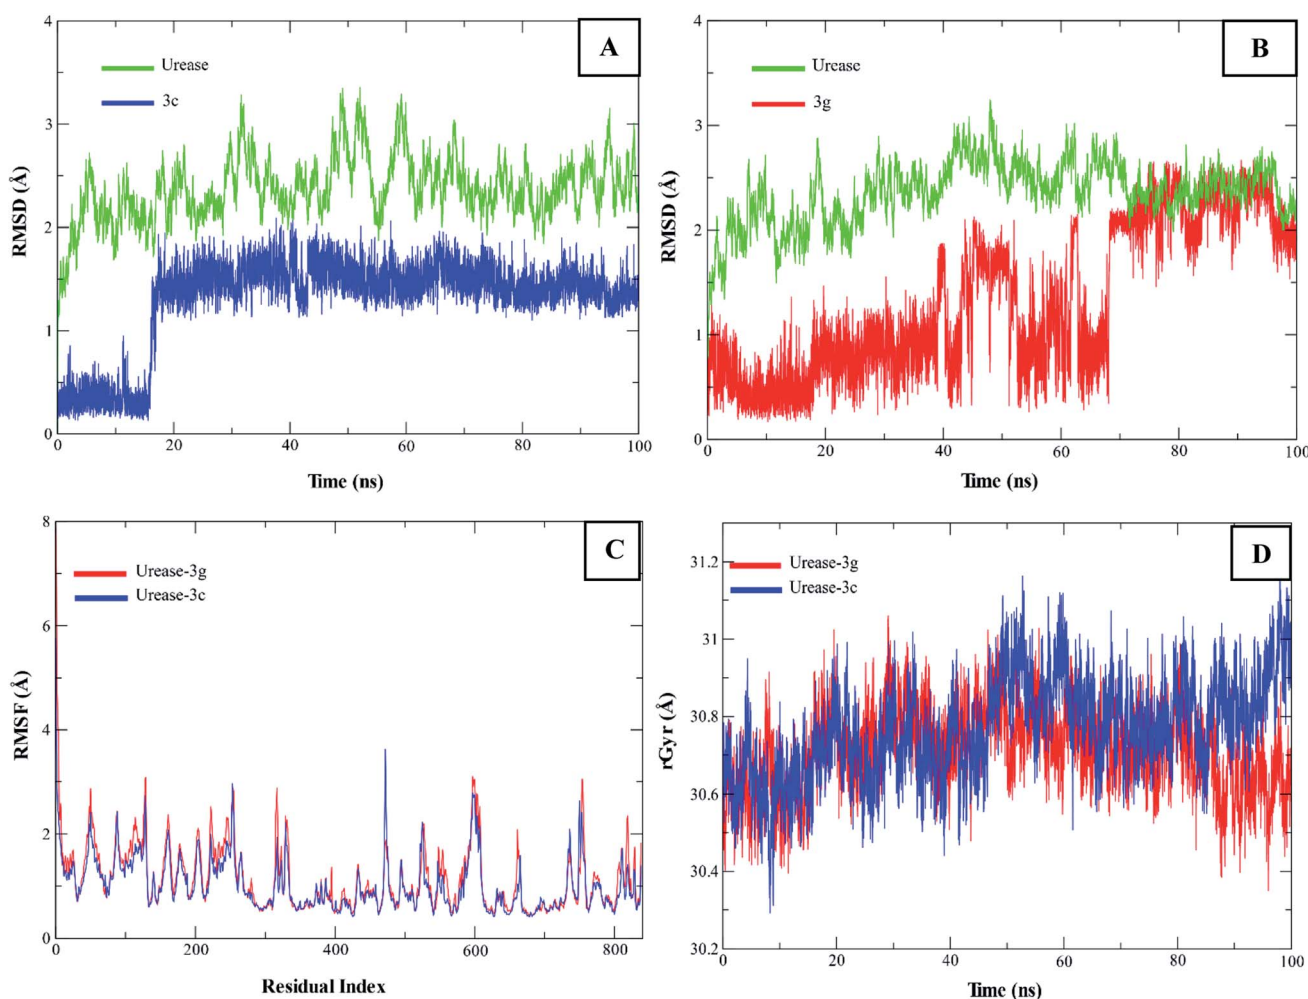 A
Urease
3c
RMSD (Å)
4
3
2
1
0
0
20
40
60
80
100
Time (ns)
B
Urease
3g
RMSD (Å)
4
3
2
1
0
0
20
40
60
80
100
Time (ns)
C
Urease-3g
Urease-3c
RMSF (Å)
8
6
4
2
0
0
200
400
600
800
Residual Index
D
Urease-3g
Urease-3c
rGyr (Å)
31.2
31
30.8
30.6
30.4
30.2
0
20
40
60
80
100
Time (ns)